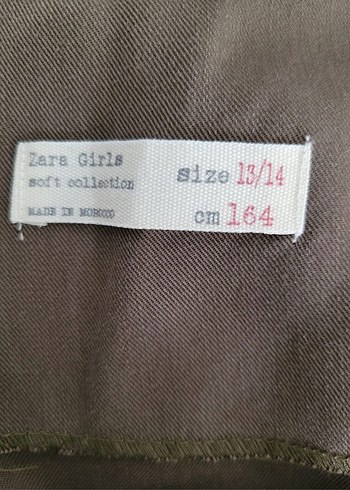 Zara Girls
soft collection
MADE IN MOROCCO
size 13/14
cm 164